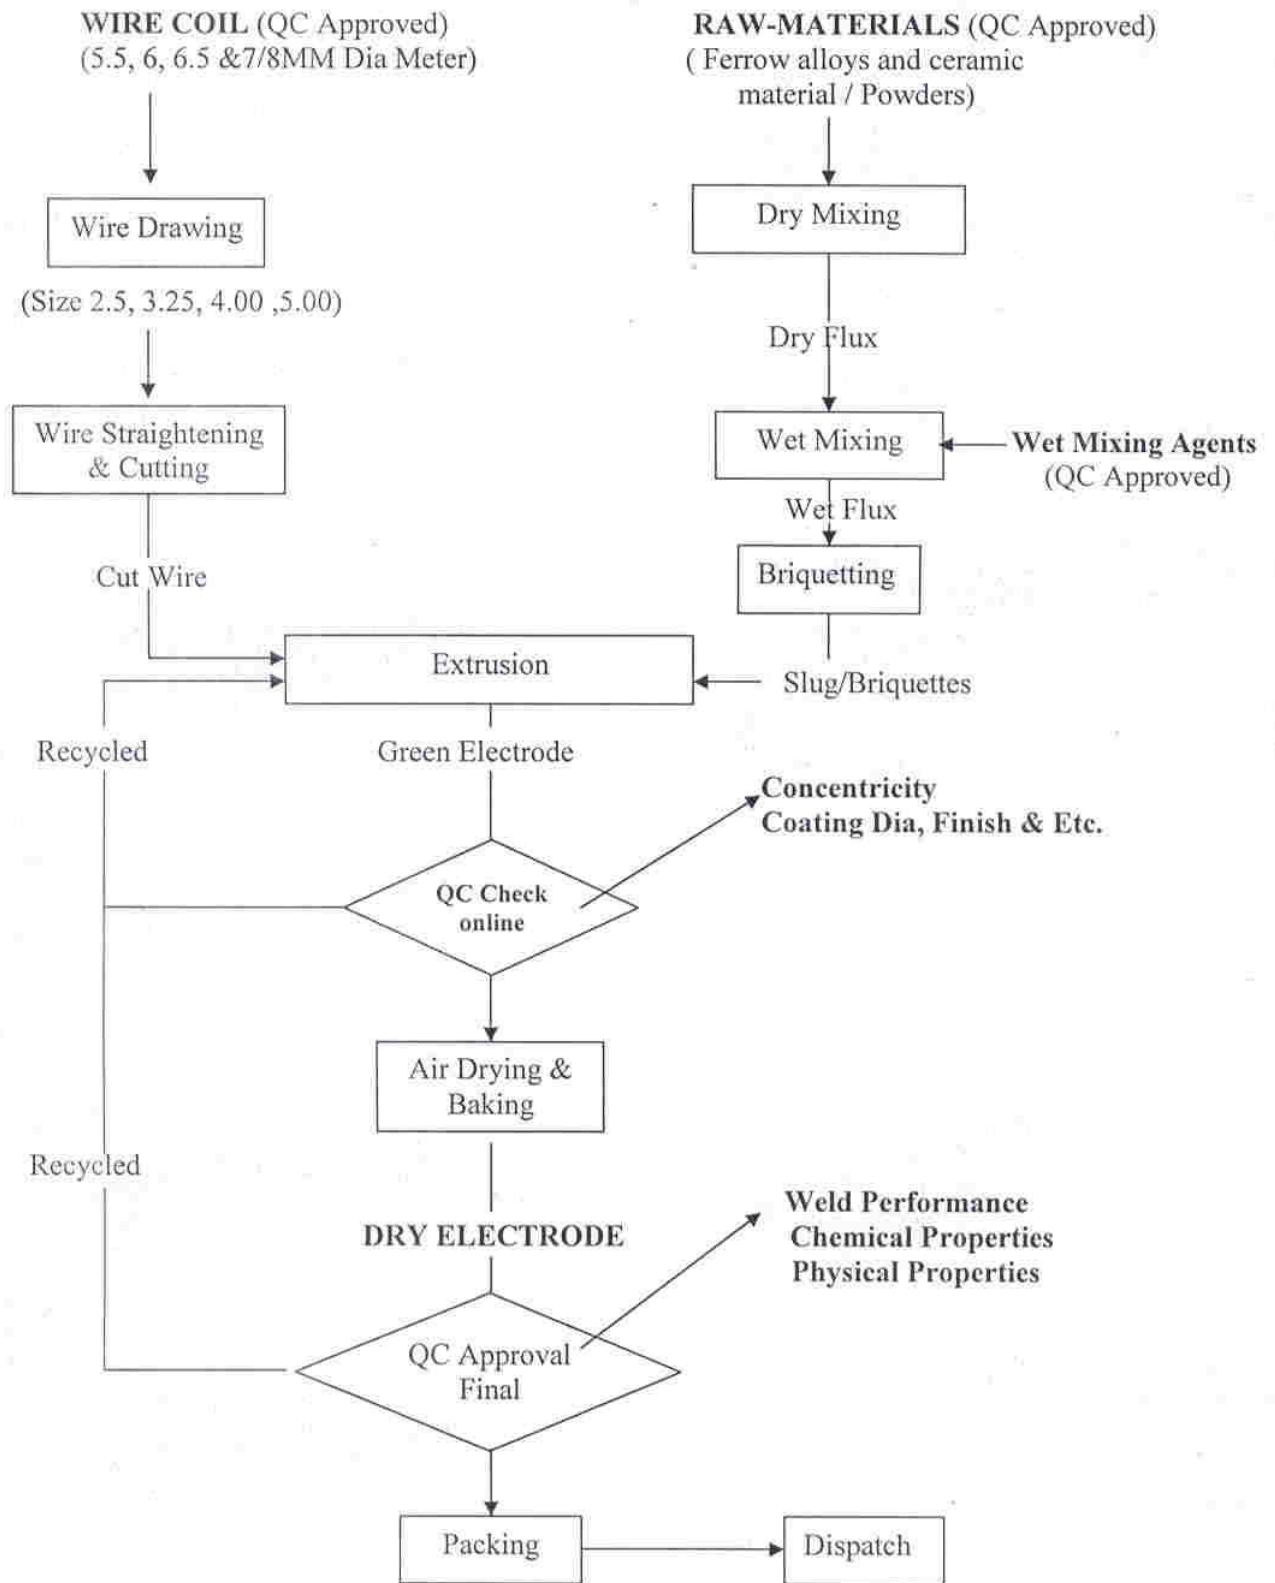 WIRE COIL (QC Approved)
(5.5, 6, 6.5 &7/8MM Dia Meter)
RAW-MATERIALS (QC Approved)
( Ferrow alloys and ceramic
material / Powders)
Wire Drawing
Dry Mixing
(Size 2.5, 3.25, 4.00 ,5.00)
Dry Flux
Wire Straightening
& Cutting
Wet Mixing
Wet Mixing Agents
(QC Approved)
Wet Flux
Cut Wire
Briquetting
Extrusion
Slug/Briquettes
Recycled
Green Electrode
Concentricity
Coating Dia, Finish & Etc.
QC Check
online
Air Drying &
Baking
Recycled
DRY ELECTRODE
Weld Performance
Chemical Properties
Physical Properties
QC Approval
Final
Packing
Dispatch